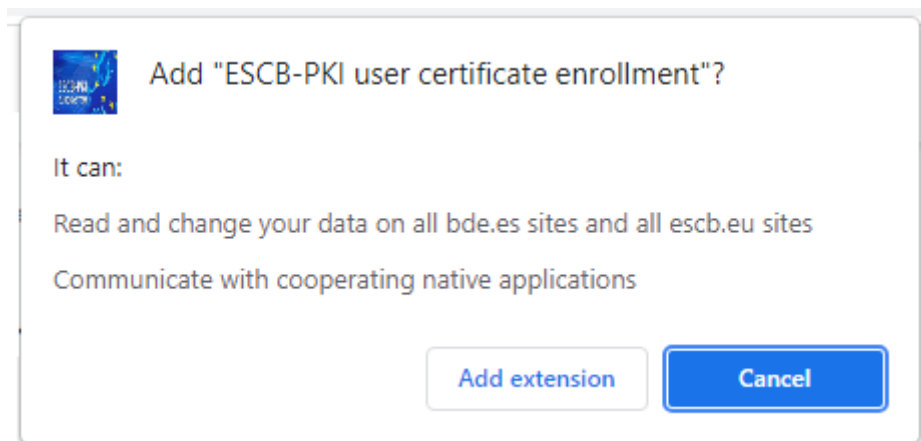 Add "ESCB-PKI user certificate enrollment"?
It can:
Read and change your data on all bde.es sites and all escb.eu sites
Communicate with cooperating native applications
Add extension
Cancel